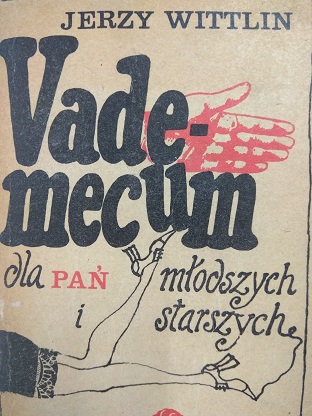 JERZY WITTLIN
Vade-
mecum
dla PAŃ młodszych
i starszych